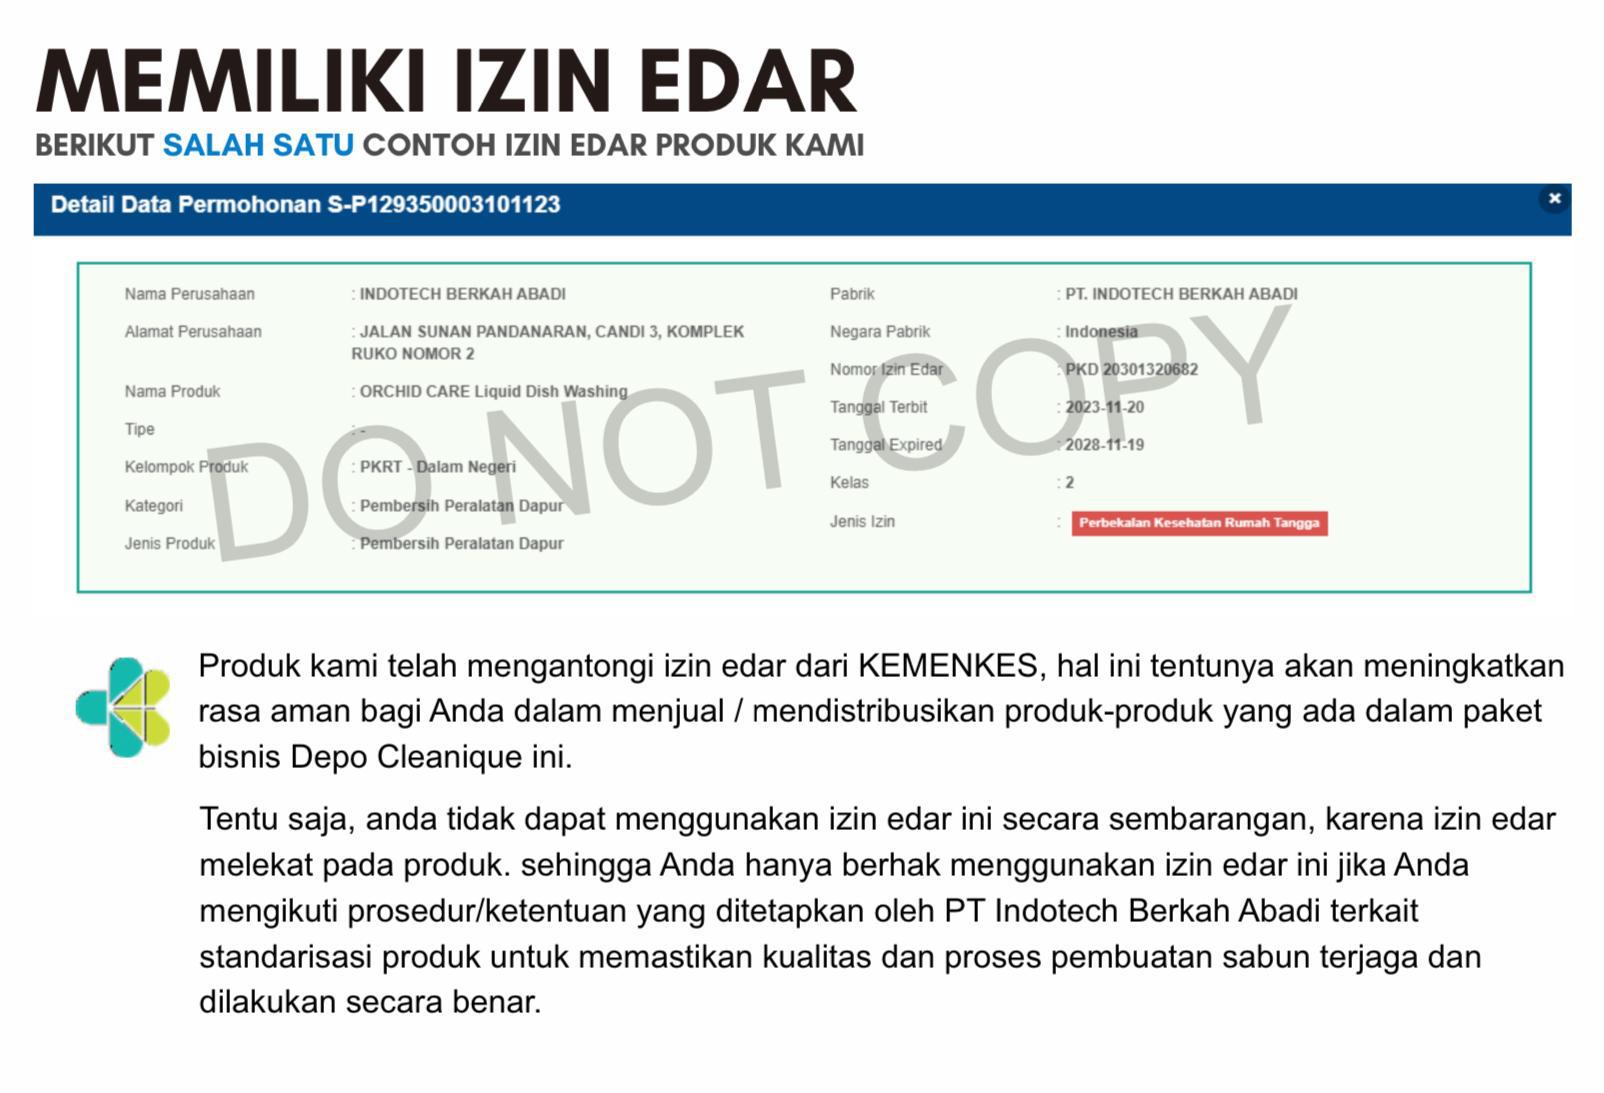 MEMILIKI IZIN EDAR
BERIKUT SALAH SATU CONTOH IZIN EDAR PRODUK KAMI
Detail Data Permohonan S-P129350003101123
Nama Perusahaan : INDOTECH BERKAH ABADI
Alamat Perusahaan : JALAN SUNAN PANDANARAN, CANDI 3, KOMPLEK
RUKO NOMOR 2
Nama Produk : ORCHID CARE Liquid Dish Washing
Tipe : -
Kelompok Produk : PKRT - Dalam Negeri
Kategori : Pembersih Peralatan Dapur
Jenis Produk : Pembersih Peralatan Dapur
Pabrik : PT. INDOTECH BERKAH ABADI
Negara Pabrik : Indonesia
Nomor Izin Edar : PKD 20301320682
Tanggal Terbit : 2023-11-20
Tanggal Expired : 2028-11-19
Kelas : 2
Jenis Izin : Perbekalan Kesehatan Rumah Tangga
DO NOT COPY
Produk kami telah mengantongi izin edar dari KEMENKES, hal ini tentunya akan meningkatkan
rasa aman bagi Anda dalam menjual / mendistribusikan produk-produk yang ada dalam paket
bisnis Depo Cleanique ini.
Tentu saja, anda tidak dapat menggunakan izin edar ini secara sembarangan, karena izin edar
melekat pada produk. sehingga Anda hanya berhak menggunakan izin edar ini jika Anda
mengikuti prosedur/ketentuan yang ditetapkan oleh PT Indotech Berkah Abadi terkait
standarisasi produk untuk memastikan kualitas dan proses pembuatan sabun terjaga dan
dilakukan secara benar.